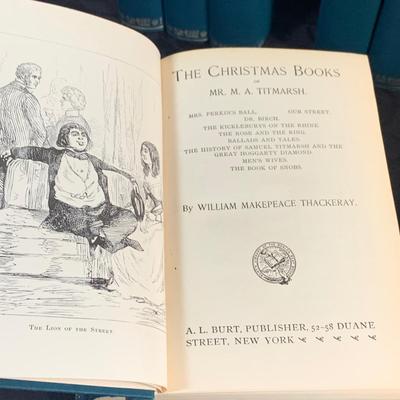 The Lion of the Street.
The Christmas Books
OF
MR. M. A. TITMARSH.
MRS. PERKINS'S BALL, OUR STREET,
DR. BIRCH,
THE KICKLEBURYS ON THE RHINE
THE ROSE AND THE RING,
BALLADS AND TALES,
THE HISTORY OF SAMUEL TITMARSH AND THE
GREAT HOGGARTY DIAMOND,
MEN'S WIVES,
THE BOOK OF SNOBS.
By WILLIAM MAKEPEACE THACKERAY.
A. L. BURT, PUBLISHER, 52-58 DUANE
STREET, NEW YORK